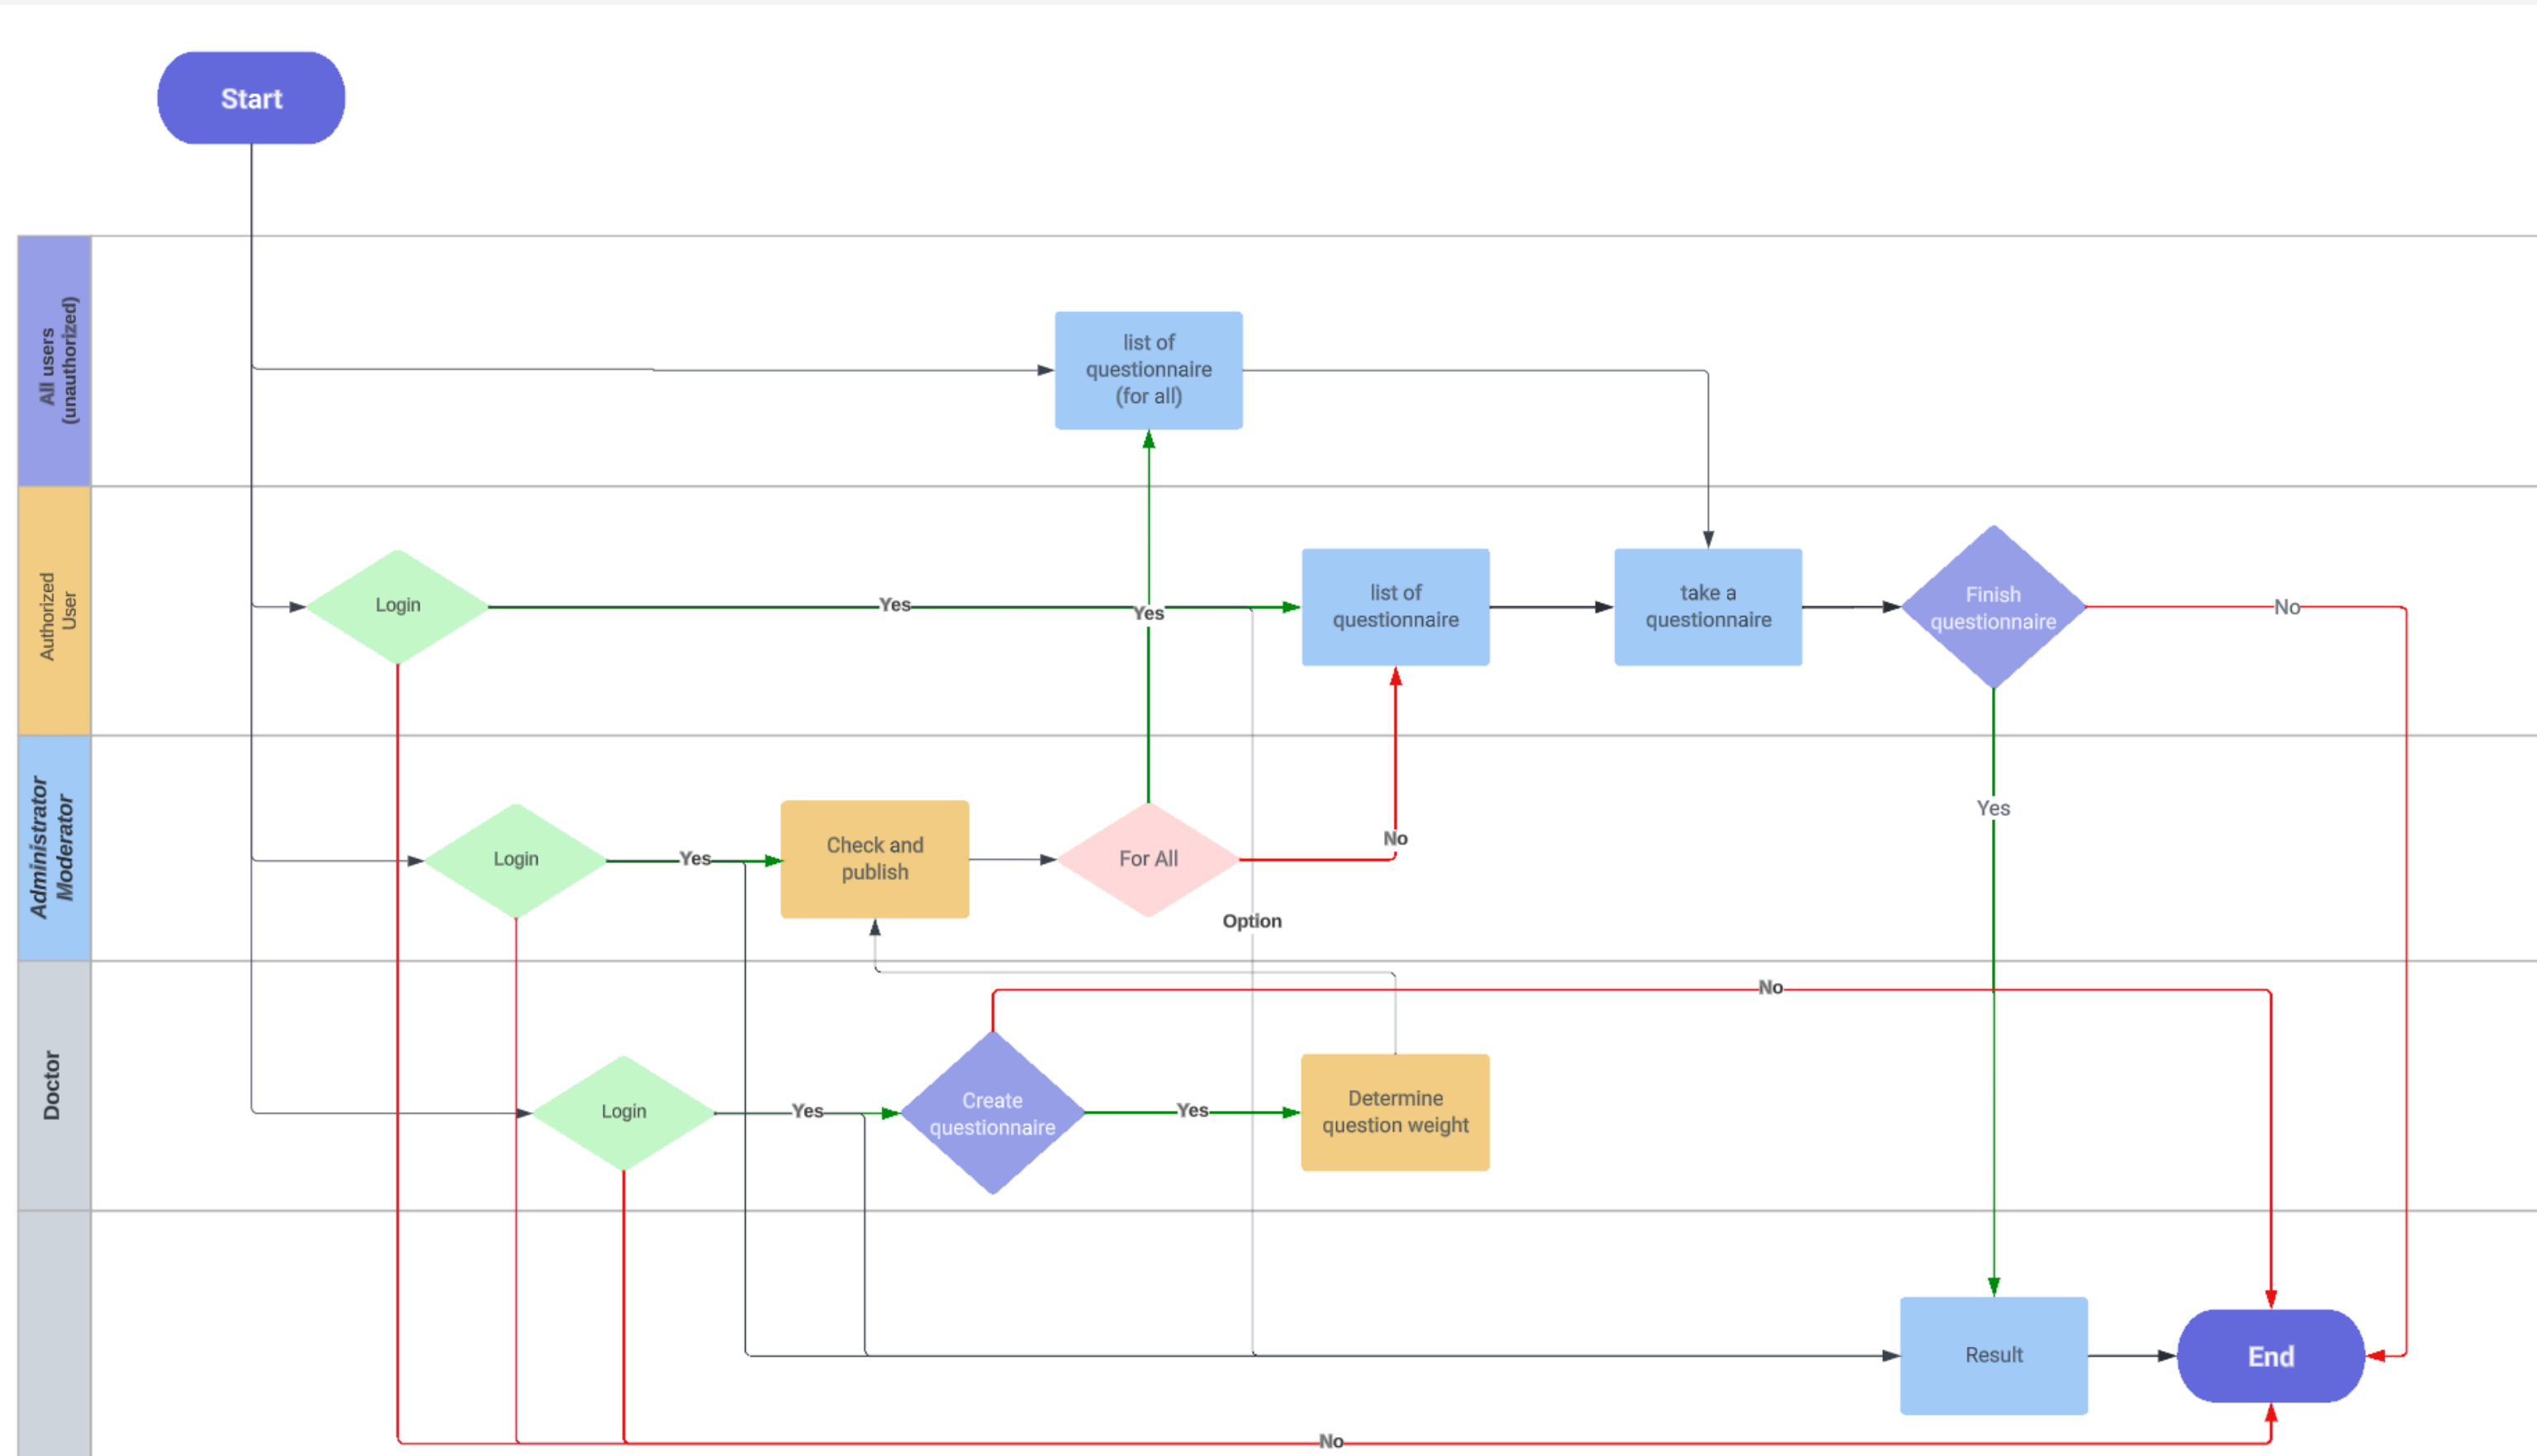 Start
All users
(unauthorized)
list of
questionnaire
(for all)
Authorized
User
Login
Yes
Yes
list of
questionnaire
take a
questionnaire
Finish
questionnaire
No
Administrator
Moderator
Login
Yes
Check and
publish
For All
No
Yes
Option
Doctor
Login
Yes
Create
questionnaire
Yes
Determine
question weight
No
Result
End
No